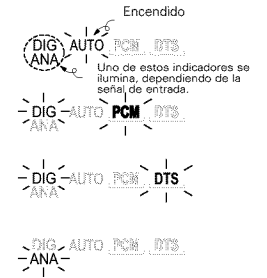 Encendido
DIG AUTO PCM DTS
ANA
Uno de estos indicadores se
ilumina, dependiendo de la
señal de entrada.
DIG AUTO PCM DTS
ANA
DIG AUTO PCM DTS
ANA
DIG AUTO PCM DTS
ANA